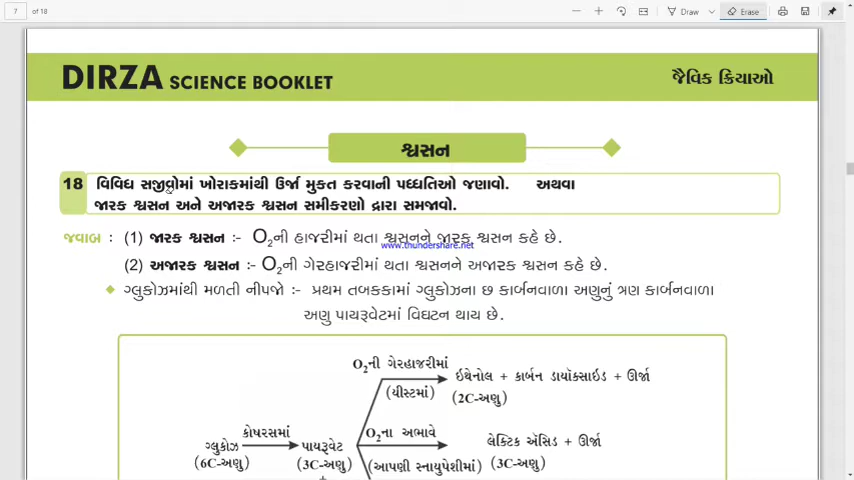 7 of 18 Draw Erase
DIRZA SCIENCE BOOKLET જૈવિક ક્રિયાઓ
શ્વસન
18 વિવિધ સજીવોમાં ખોરાકમાંથી ઉર્જા મુક્ત કરવાની પધ્ધતિઓ જણાવો. અથવા
જારક શ્વસન અને અજારક શ્વસન સમીકરણો દ્વારા સમજાવો.
જવાબ : (1) જારક શ્વસન :- O2ની હાજરીમાં થતા શ્વસનને જારક શ્વસન કહે છે.
www.thundershare.net
(2) અજારક શ્વસન :- O2ની ગેરહાજરીમાં થતા શ્વસનને અજારક શ્વસન કહે છે.
ગ્લુકોઝમાંથી મળતી નીપજો :- પ્રથમ તબકકામાં ગ્લુકોઝના છ કાર્બનવાળા અણુનું ત્રણ કાર્બનવાળા
અણુ પાયરૂવેટમાં વિઘટન થાય છે.
O2ની ગેરહાજરીમાં
ઇથેનોલ + કાર્બન ડાયૉક્સાઇડ + ઊર્જા
(યીસ્ટમાં) (2C-અણુ)
કોષરસમાં O2ના અભાવે
લેક્ટિક ઍસિડ + ઊર્જા
ગ્લુકોઝ પાયરૂવેટ
(6C-અણુ) (3C-અણુ) (આપણી સ્નાયુપેશીમાં) (3C-અણુ)
+